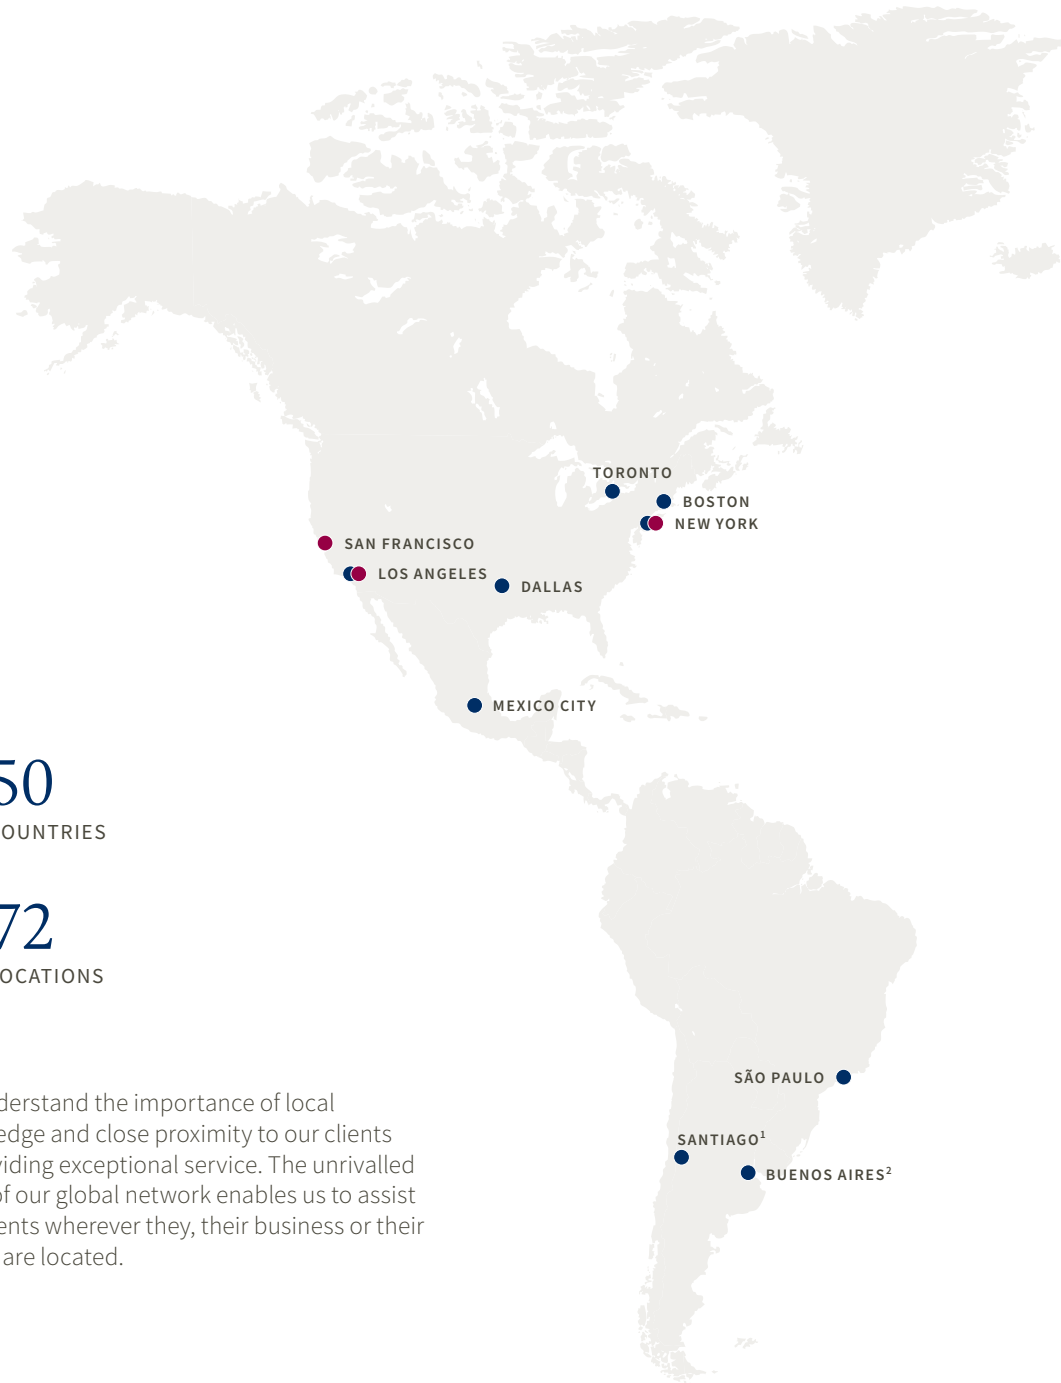 TORONTO
BOSTON
NEW YORK
SAN FRANCISCO
LOS ANGELES
DALLAS
MEXICO CITY
50
OUNTRIES
72
OCATIONS
SÃO PAULO
SANTIAGO¹
BUENOS AIRES²
derstand the importance of local
edge and close proximity to our clients
viding exceptional service. The unrivalled
of our global network enables us to assist
ents wherever they, their business or their
are located.